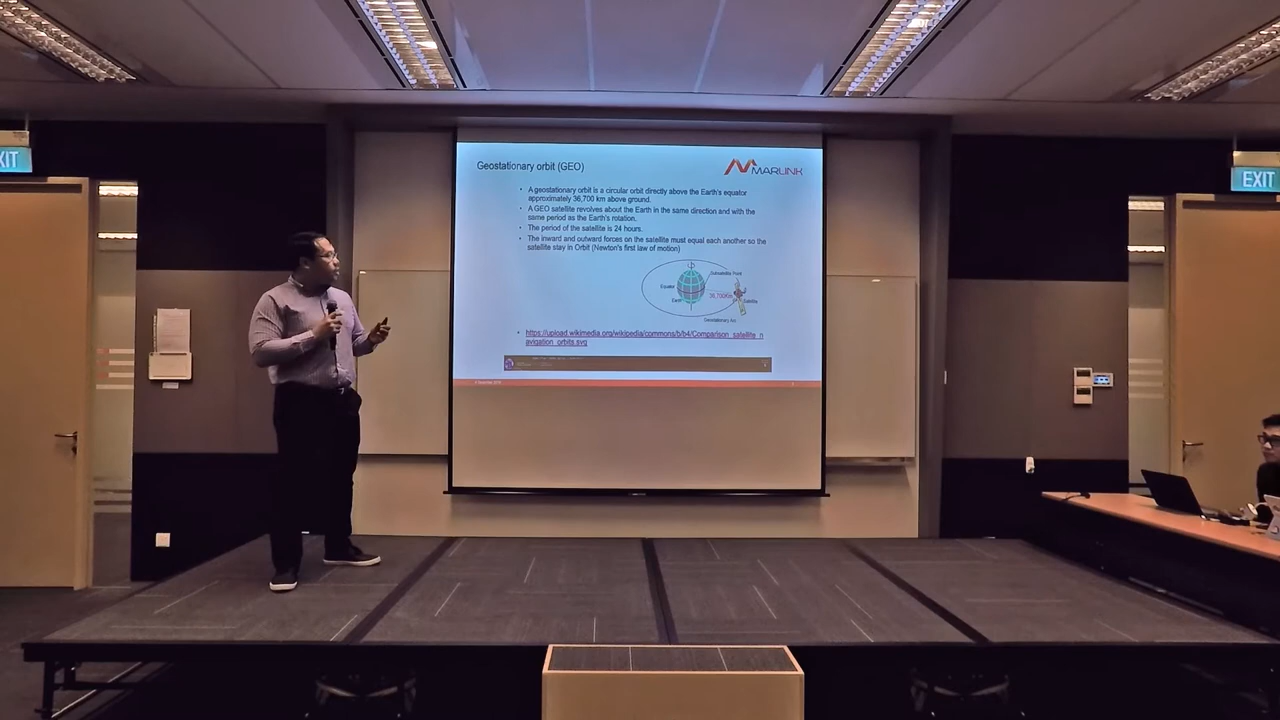 EXIT
EXIT
Geostationary orbit (GEO)
MARLINK
• A geostationary orbit is a circular orbit directly above the Earth's equator
approximately 36,700 km above ground.
• A GEO satellite revolves about the Earth in the same direction and with the
same period as the Earth's rotation.
• The period of the satellite is 24 hours.
• The inward and outward forces on the satellite must equal each another so the
satellite stay in Orbit (Newton's first law of motion)
Subsatellite Point
Equator
36,700Km
Earth
Satellite
Geostationary Arc
• https://upload.wikimedia.org/wikipedia/commons/b/b4/Comparison_satellite_n
avigation_orbits.svg